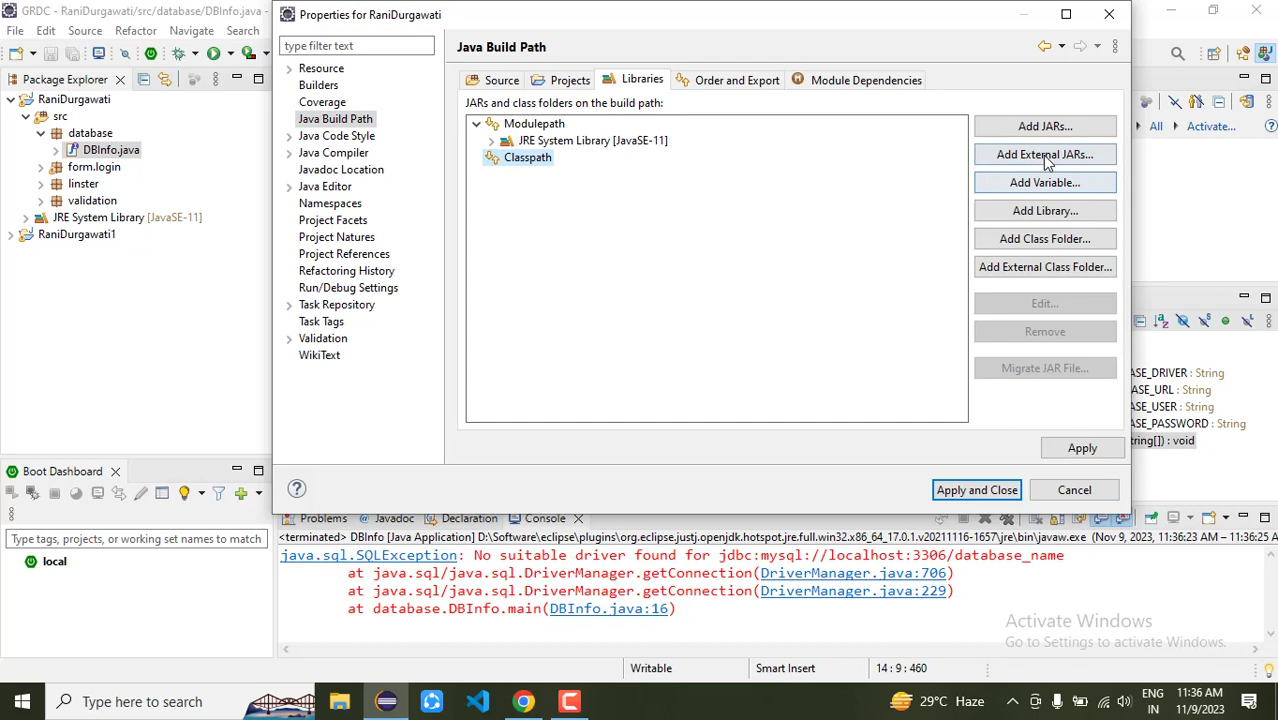 GRDC - RaniDurgawati/src/database/DBInfo.j
File Edit Source Refactor Navigate Search
Package Explorer
RaniDurgawati
src
database
DBInfo.java
form.login
linster
validation
JRE System Library [JavaSE-11]
RaniDurgawati1
Boot Dashboard
Type tags, projects, or working set names to match
local
Properties for RaniDurgawati
type filter text
Resource
Builders
Coverage
Java Build Path
Java Code Style
Java Compiler
Javadoc Location
Java Editor
Namespaces
Project Facets
Project Natures
Project References
Refactoring History
Run/Debug Settings
Task Repository
Task Tags
Validation
WikiText
Java Build Path
Source Projects Libraries Order and Export Module Dependencies
JARs and class folders on the build path:
Modulepath
JRE System Library [JavaSE-11]
Classpath
Add JARs...
Add External JARs...
Add Variable...
Add Library...
Add Class Folder...
Add External Class Folder...
Edit...
Remove
Migrate JAR File...
Apply
Apply and Close Cancel
All Activate...
ASE_DRIVER : String
ASE_URL : String
ASE_USER : String
ASE_PASSWORD : String
tring[]) : void
Problems Javadoc Declaration Console
<terminated> DBInfo [Java Application] D:\Software\eclipse\plugins\org.eclipse.justj.openjdk.hotspot.jre.full.win32.x86_64_17.0.1.v20211116-1657\jre\bin\javaw.exe (Nov 9, 2023, 11:36:23 AM – 11:36:25 A
java.sql.SQLException: No suitable driver found for jdbc:mysql://localhost:3306/database_name
at java.sql/java.sql.DriverManager.getConnection(DriverManager.java:706)
at java.sql/java.sql.DriverManager.getConnection(DriverManager.java:229)
at database.DBInfo.main(DBInfo.java:16)
Activate Windows
Go to Settings to activate Windows.
Writable Smart Insert 14 : 9 : 460
Type here to search
29°C Haze
ENG
IN
11:36 AM
11/9/2023